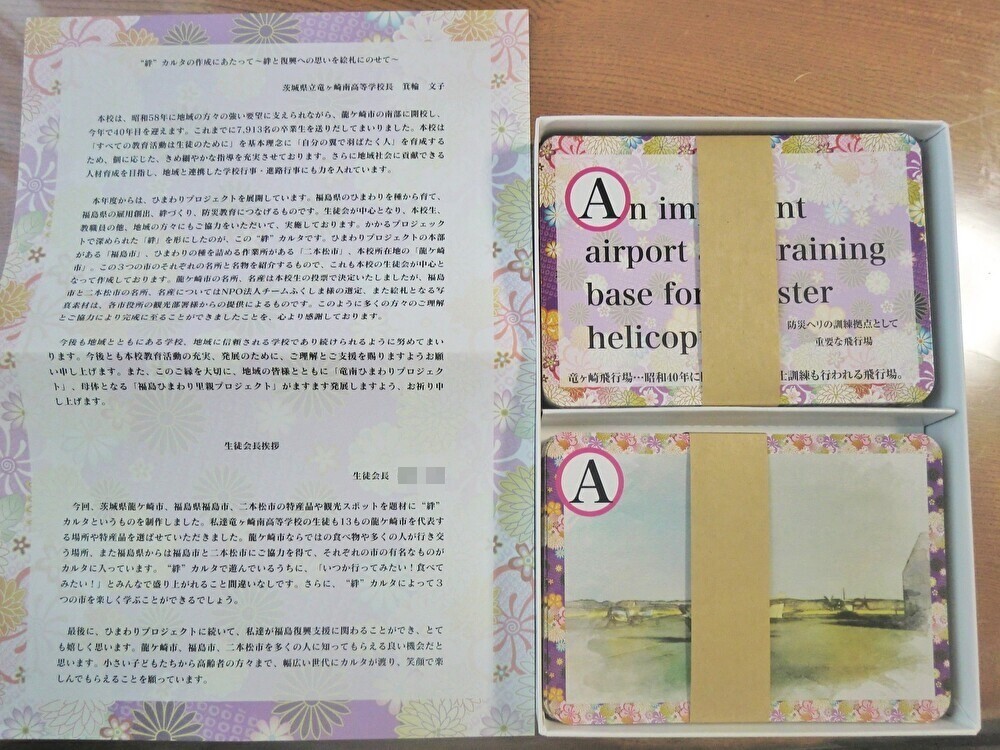 “絆” カルタの作成にあたって～絆と復興への思いを絵札にのせて～
茨城県立竜ヶ崎南高等学校長 箕輪 文子
本校は、昭和58年に地域の方々の強い要望に支えられながら、龍ケ崎市の南部に開校し、
今年で40年目を迎えます。これまでに7,913名の卒業生を送りだしてまいりました。本校は
「すべての教育活動は生徒のために」を基本理念に「自分の翼で羽ばたく人」を育成する
ため、個に応じた、きめ細やかな指導を充実させております。さらに地域社会に貢献できる
人材育成を目指し、地域と連携した学校行事・進路行事にも力を入れています。
本年度からは、ひまわりプロジェクトを展開しています。福島県のひまわりを種から育て、
福島県の雇用創出、絆づくり、防災教育につなげるものです。生徒会が中心となり、本校生、
教職員の他、地域の方々にもご協力をいただいて、実施しております。かかるプロジェック
トで深められた「絆」を形にしたのが、この “絆”カルタです。ひまわりプロジェクトの本部
がある「福島市」、ひまわりの種を詰める作業所がある「二本松市」、本校所在地の「龍ケ崎
市」。この3つの市のそれぞれの名所と名物を紹介するもので、これも本校の生徒会が中心と
なって作成しております。龍ケ崎市の名所、名産は本校生の投票で決定いたしましたが、福島
市と二本松市の名所、名産についてはNPO法人チームふくしま様の選定、また絵札となる写
真素材は、各市役所の観光部署様からの提供によるものです。このように多くの方々のご理解
とご協力により完成に至ることができましたことを、心より感謝しております。
今後も地域とともにある学校、地域に信頼される学校であり続けられるように努めてまい
ります。今後とも本校教育活動の充実、発展のために、ご理解とご支援を賜りますようお願
い申し上げます。また、このご縁を大切に、地域の皆様とともに「竜南ひまわりプロジェクト
」、母体となる「福島ひまわり里親プロジェクト」がますます発展しますよう、お祈り申
し上げます。
生徒会長挨拶
生徒会長
今回、茨城県龍ケ崎市、福島県福島市、二本松市の特産品や観光スポットを題材に “絆”
カルタというものを制作しました。私達竜ヶ崎南高等学校の生徒も13もの龍ケ崎市を代表す
る場所や特産品を選ばせていただきました。龍ケ崎市ならではの食べ物や多くの人が行き交
う場所、また福島県からは福島市と二本松市にご協力を得て、それぞれの市の有名なものが
カルタに入っています。 “絆” カルタで遊んでいるうちに、「いつか行ってみたい！食べて
みたい！」とみんなで盛り上がれること間違いなしです。さらに、“絆” カルタによって3
つの市を楽しく学ぶことができるでしょう。
最後に、ひまわりプロジェクトに続いて、私達が福島復興支援に関わることができ、とて
も嬉しく思います。龍ケ崎市、福島市、二本松市を多くの人に知ってもらえる良い機会だと
思います。小さい子どもたちから高齢者の方々まで、幅広い世代にカルタが渡り、笑顔で楽
しんでもらえることを願っています。
An im nt
airport raining
base for ster
helicop
防災ヘリの訓練拠点として
重要な飛行場
竜ヶ崎飛行場…昭和40年に 士訓練も行われる飛行場。
A